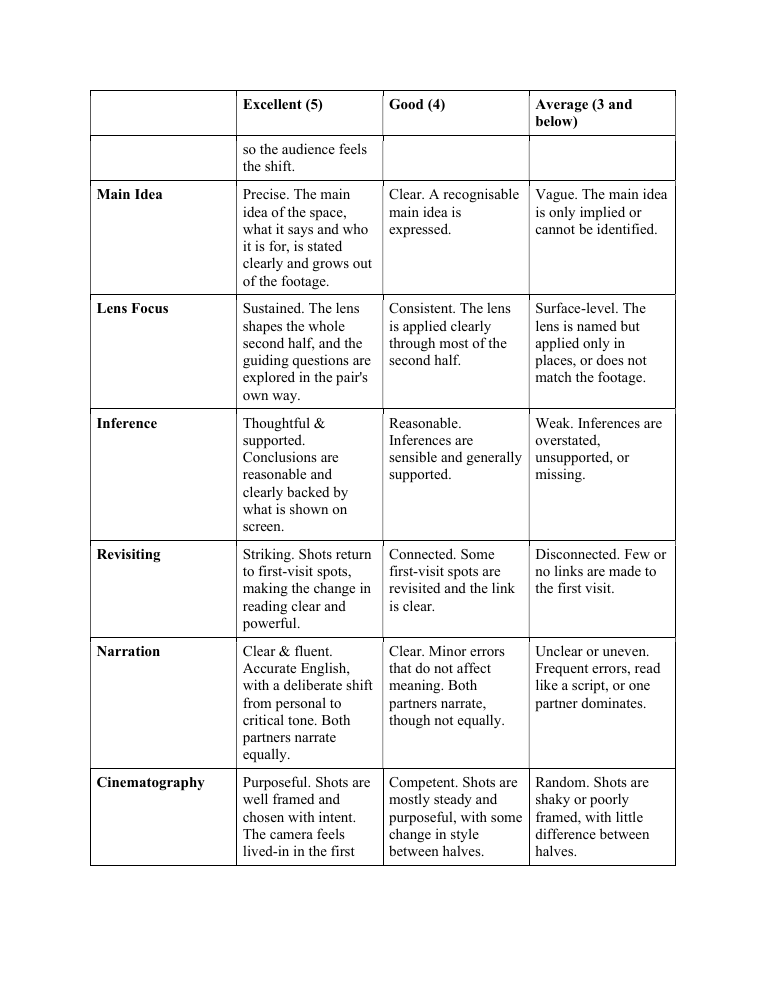 Excellent (5)
Good (4)
Average (3 and
below)
so the audience feels
the shift.
Main Idea
Precise. The main
idea of the space,
what it says and who
it is for, is stated
clearly and grows out
of the footage.
Clear. A recognisable
main idea is
expressed.
Vague. The main idea
is only implied or
cannot be identified.
Lens Focus
Sustained. The lens
shapes the whole
second half, and the
guiding questions are
explored in the pair's
own way.
Consistent. The lens
is applied clearly
through most of the
second half.
Surface-level. The
lens is named but
applied only in
places, or does not
match the footage.
Inference
Thoughtful &
supported.
Conclusions are
reasonable and
clearly backed by
what is shown on
screen.
Reasonable.
Inferences are
sensible and generally
supported.
Weak. Inferences are
overstated,
unsupported, or
missing.
Revisiting
Striking. Shots return
to first-visit spots,
making the change in
reading clear and
powerful.
Connected. Some
first-visit spots are
revisited and the link
is clear.
Disconnected. Few or
no links are made to
the first visit.
Narration
Clear & fluent.
Accurate English,
with a deliberate shift
from personal to
critical tone. Both
partners narrate
equally.
Clear. Minor errors
that do not affect
meaning. Both
partners narrate,
though not equally.
Unclear or uneven.
Frequent errors, read
like a script, or one
partner dominates.
Cinematography
Purposeful. Shots are
well framed and
chosen with intent.
The camera feels
lived-in in the first
Competent. Shots are
mostly steady and
purposeful, with some
change in style
between halves.
Random. Shots are
shaky or poorly
framed, with little
difference between
halves.